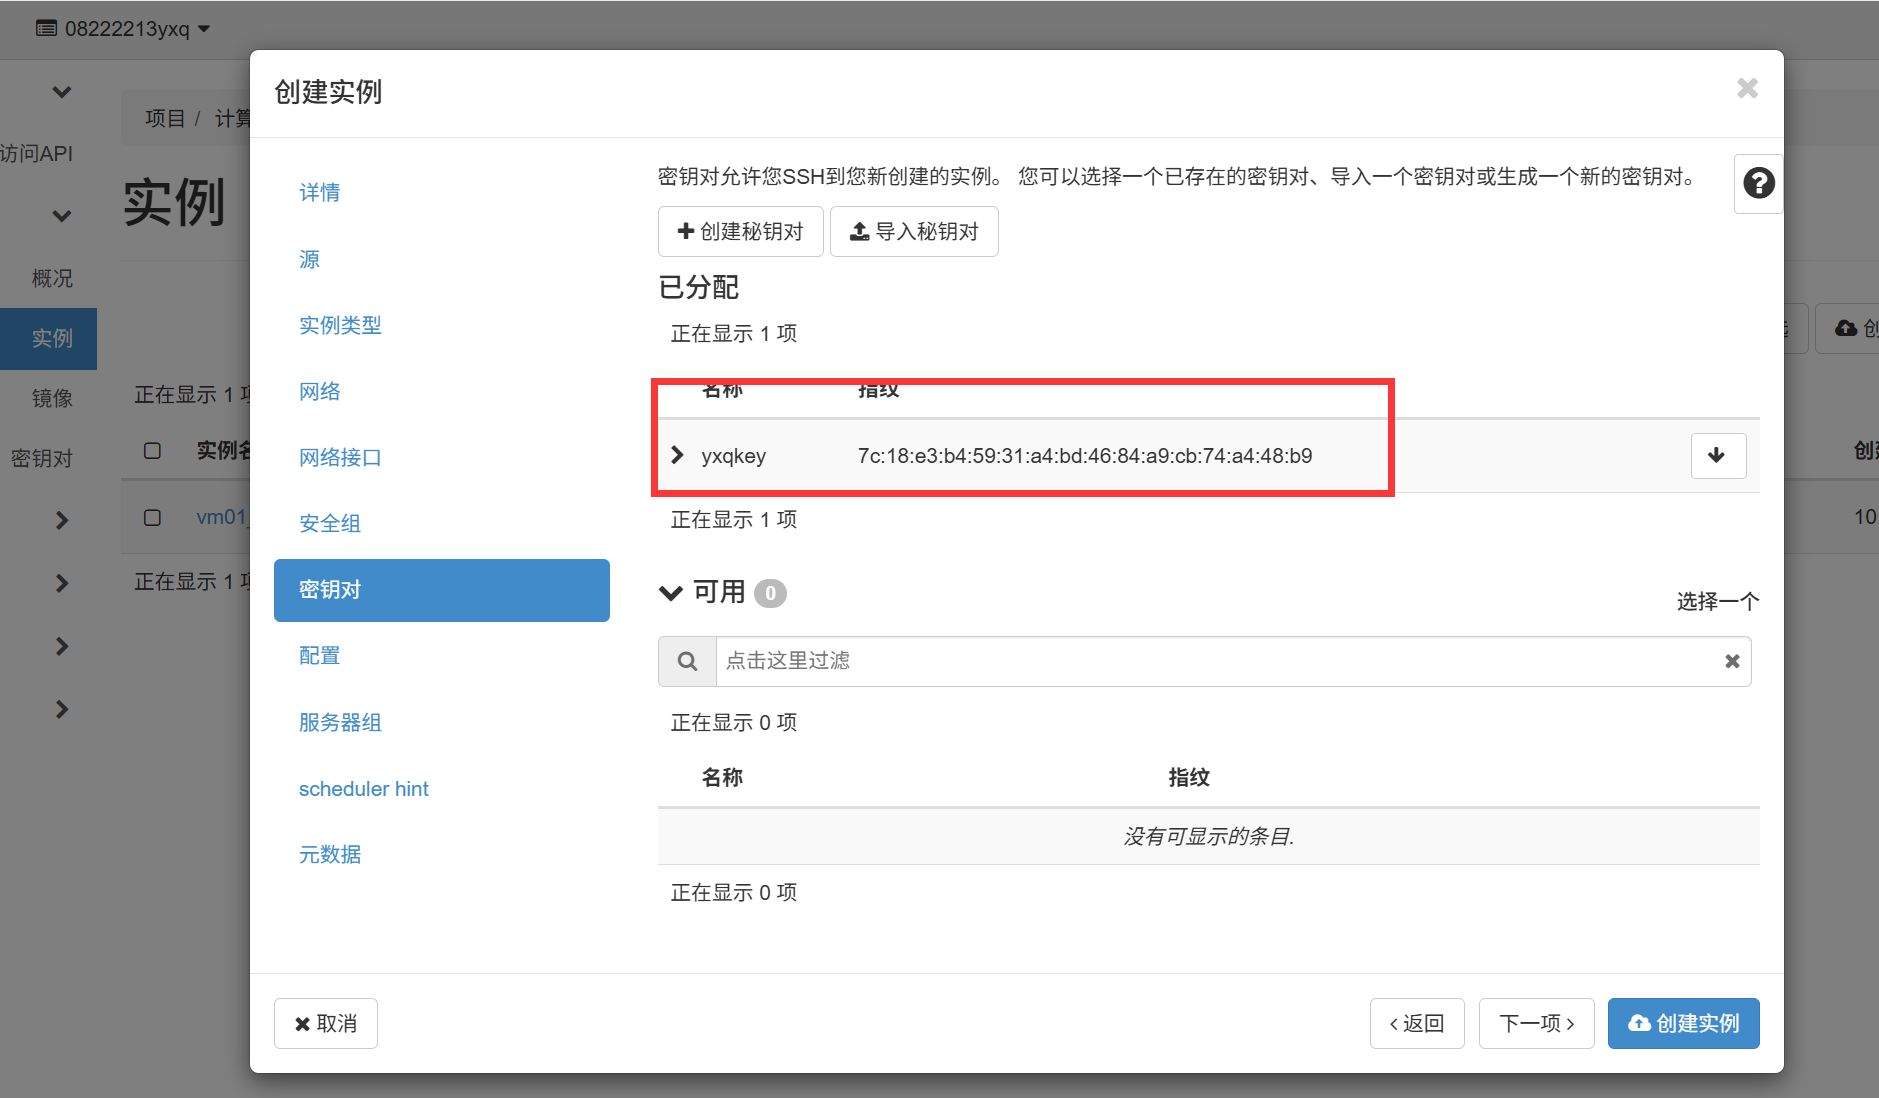 08222213yxq
创建实例
项目 / 计算
访问API
实例
概况
实例
镜像
密钥对
正在显示 1 项
实例名
vm01_
正在显示 1 项
详情
源
实例类型
网络
网络接口
安全组
密钥对
配置
服务器组
scheduler hint
元数据
密钥对允许您SSH到您新创建的实例。 您可以选择一个已存在的密钥对、导入一个密钥对或生成一个新的密钥对。
创建秘钥对 导入秘钥对
已分配
正在显示 1 项
名称 指纹
yxqkey 7c:18:e3:b4:59:31:a4:bd:46:84:a9:cb:74:a4:48:b9
正在显示 1 项
可用 0
选择一个
点击这里过滤
正在显示 0 项
名称 指纹
没有可显示的条目.
正在显示 0 项
取消
返回 下一项 创建实例
创
创建
10